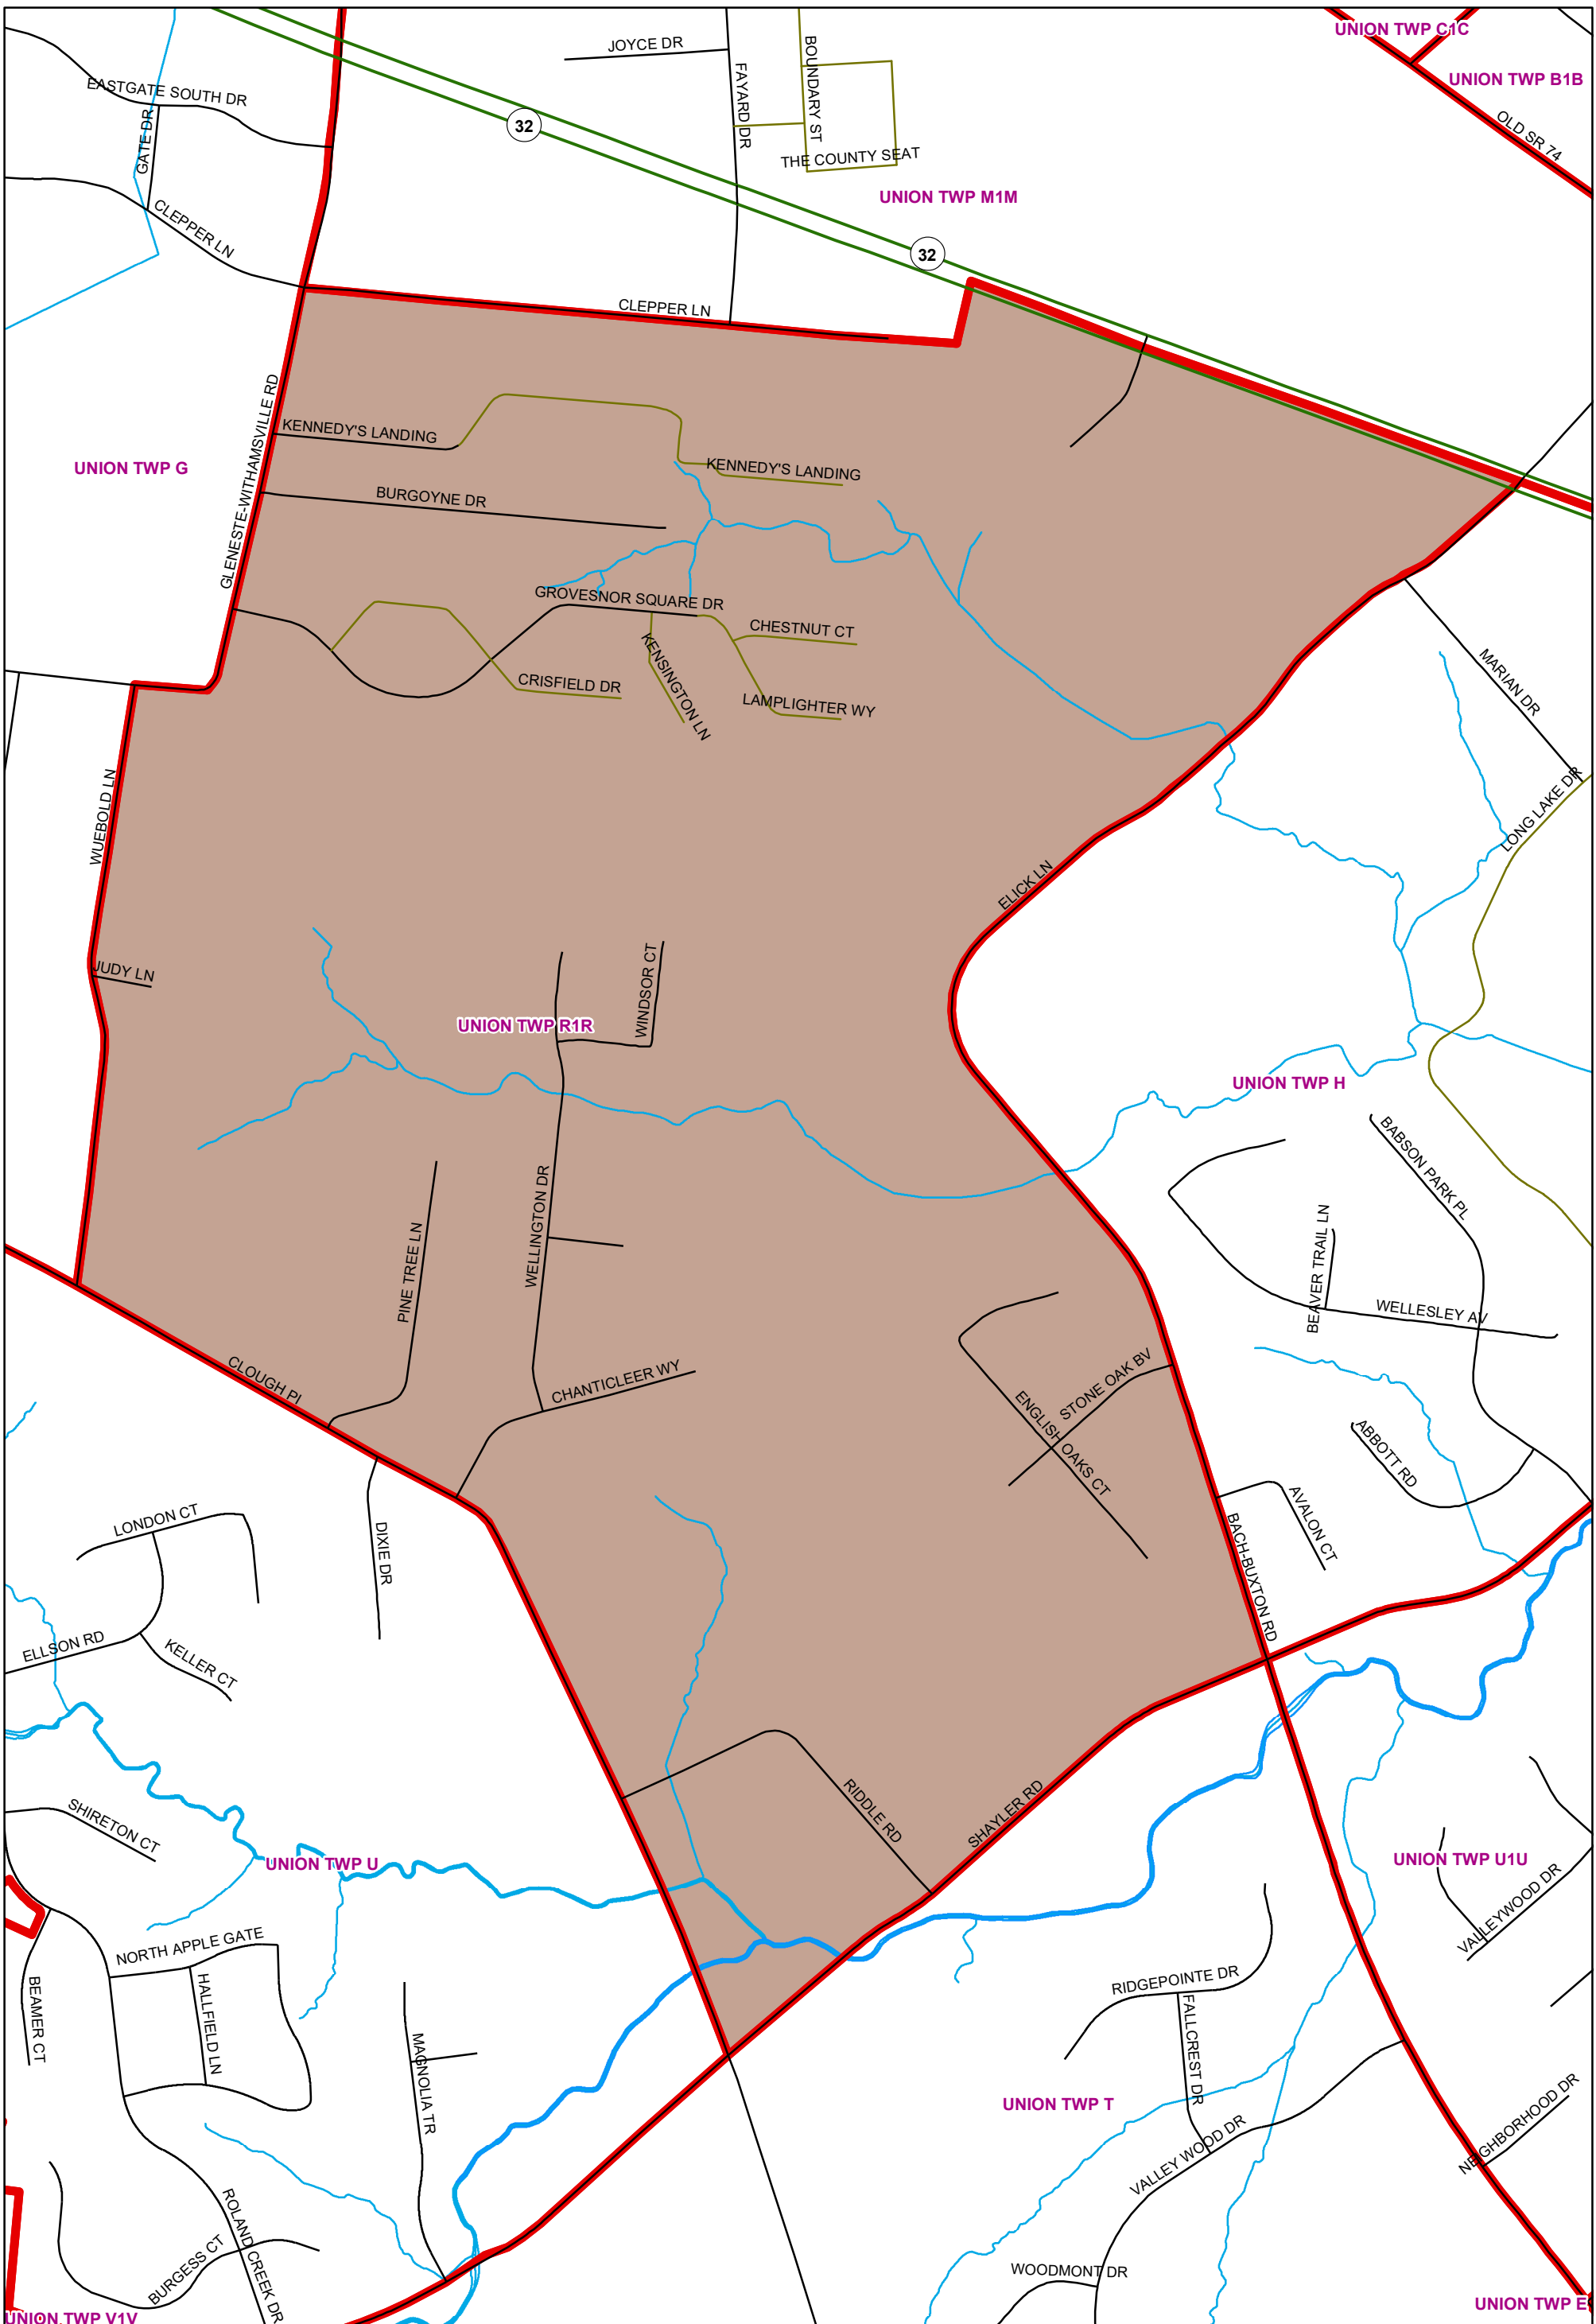 UNION TWP C1C
JOYCE DR
BOUNDARY ST
FAYARD DR
UNION TWP B1B
EASTGATE SOUTH DR
GATE DR
32
OLD SR 74
THE COUNTY SEAT
UNION TWP M1M
CLEPPER LN
32
CLEPPER LN
GLENESTE-WITHAMSVILLE RD
KENNEDY'S LANDING
UNION TWP G
KENNEDY'S LANDING
BURGOYNE DR
GROVESNOR SQUARE DR
CHESTNUT CT
KENSINGTON LN
CRISFIELD DR
LAMPLIGHTER WY
MARIAN DR
WUEBOLD LN
LONG LAKE DR
ELICK LN
JUDY LN
WINDSOR CT
UNION TWP R1R
UNION TWP H
BABSON PARK PL
PINE TREE LN
WELLINGTON DR
BEAVER TRAIL LN
WELLESLEY AV
CLOUGH PI
CHANTICLEER WY
STONE OAK BV
ENGLISH OAKS CT
ABBOTT RD
AVALON CT
LONDON CT
DIXIE DR
BACH-BUXTON RD
ELLSON RD
KELLER CT
RIDDLE RD
SHAYLER RD
SHIRETON CT
UNION TWP U
UNION TWP U1U
VALLEYWOOD DR
NORTH APPLE GATE
BEAMER CT
HALLFIELD LN
RIDGEPOINTE DR
FALLCREST DR
MAGNOLIA TR
UNION TWP T
NEIGHBORHOOD DR
VALLEY WOOD DR
ROLAND CREEK DR
BURGESS CT
WOODMONT DR
UNION TWP V1V
UNION TWP E